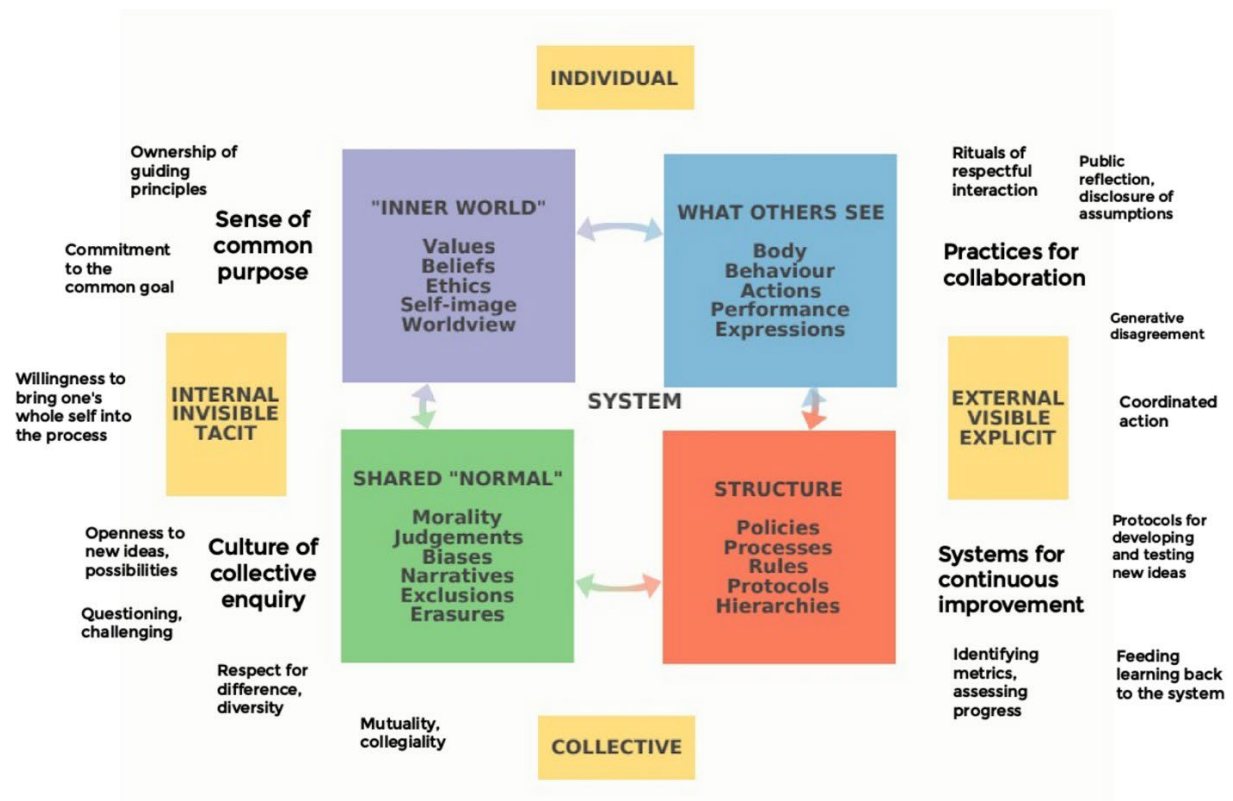 INDIVIDUAL
Ownership of
guiding
principles
Sense of
common
purpose
Commitment
to the
common goal
"INNER WORLD"
Values
Beliefs
Ethics
Self-image
Worldview
WHAT OTHERS SEE
Body
Behaviour
Actions
Performance
Expressions
Rituals of
respectful
interaction
Public
reflection,
disclosure of
assumptions
Practices for
collaboration
Generative
disagreement
Willingness to
bring one's
whole self into
the process
INTERNAL
INVISIBLE
TACIT
SYSTEM
EXTERNAL
VISIBLE
EXPLICIT
Coordinated
action
Openness to
new ideas,
possibilities
Culture of
collective
enquiry
Questioning,
challenging
Respect for
difference,
diversity
Mutuality,
collegiality
SHARED "NORMAL"
Morality
Judgements
Biases
Narratives
Exclusions
Erasures
STRUCTURE
Policies
Processes
Rules
Protocols
Hierarchies
Systems for
continuous
improvement
Protocols for
developing
and testing
new ideas
Identifying
metrics,
assessing
progress
Feeding
learning back
to the system
COLLECTIVE